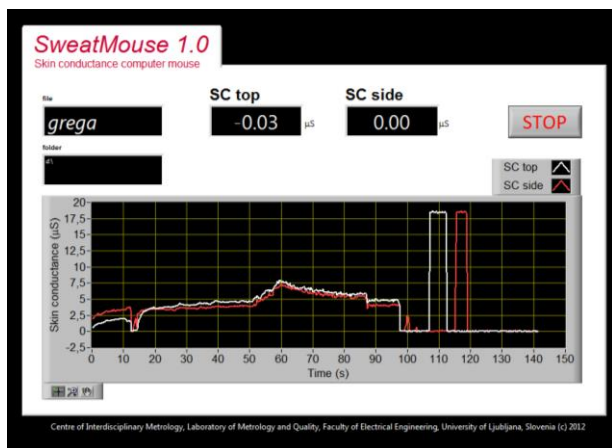 SweatMouse 1.0
Skin conductance computer mouse
file
grega
folder
d:\
SC top
-0.03 µS
SC side
0.00 µS
STOP
SC top
SC side
Skin conductance (µS)
20
17,5
15
12,5
10
7,5
5
2,5
0
-2,5
0 10 20 30 40 50 60 70 80 90 100 110 120 130 140 150
Time (s)
Centre of Interdisciplinary Metrology, Laboratory of Metrology and Quality, Faculty of Electrical Engineering, University of Ljubljana, Slovenia (c) 2012